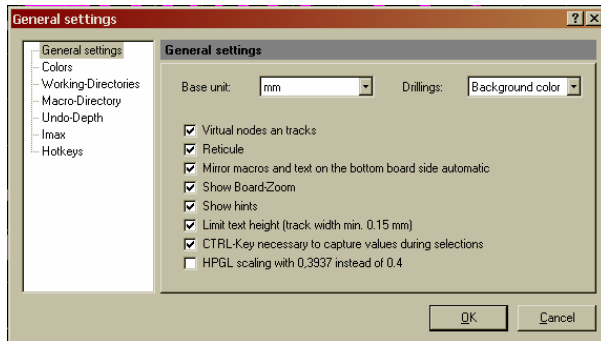 General settings
General settings
Colors
Working-Directories
Macro-Directory
Undo-Depth
Imax
Hotkeys
General settings
Base unit: mm Drillings: Background color
Virtual nodes an tracks
Reticule
Mirror macros and text on the bottom board side automatic
Show Board-Zoom
Show hints
Limit text height (track width min. 0.15 mm)
CTRL-Key necessary to capture values during selections
HPGL scaling with 0,3937 instead of 0.4
OK Cancel